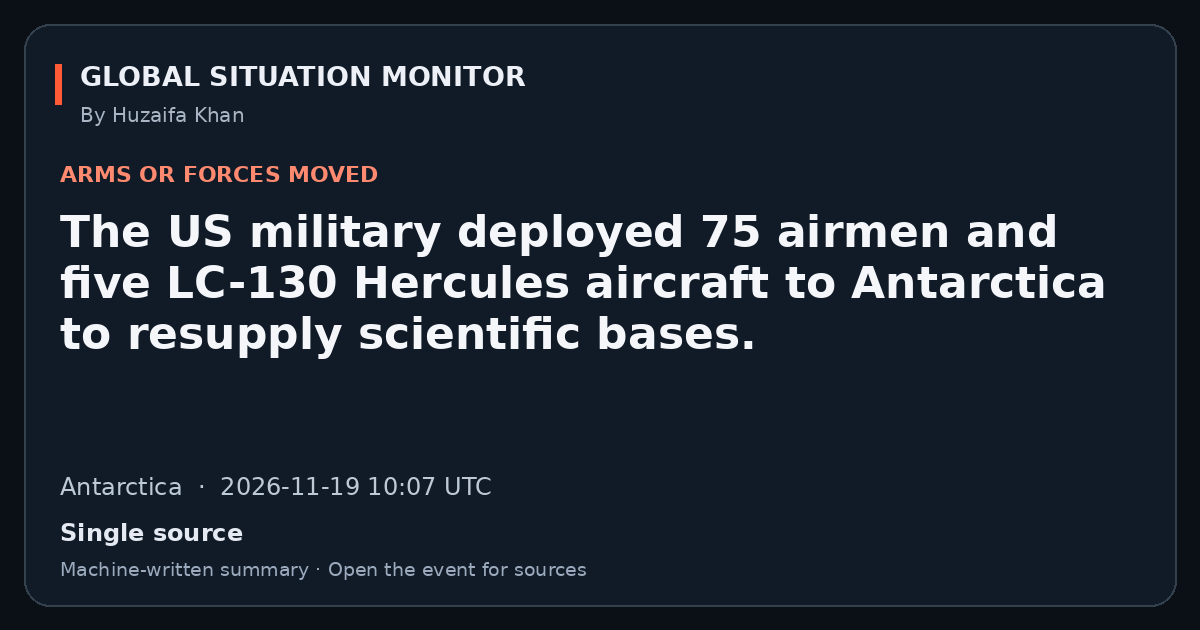 GLOBAL SITUATION MONITOR
By Huzaifa Khan
ARMS OR FORCES MOVED
The US military deployed 75 airmen and
five LC-130 Hercules aircraft to Antarctica
to resupply scientific bases.
Antarctica · 2026-11-19 10:07 UTC
Single source
Machine-written summary · Open the event for sources